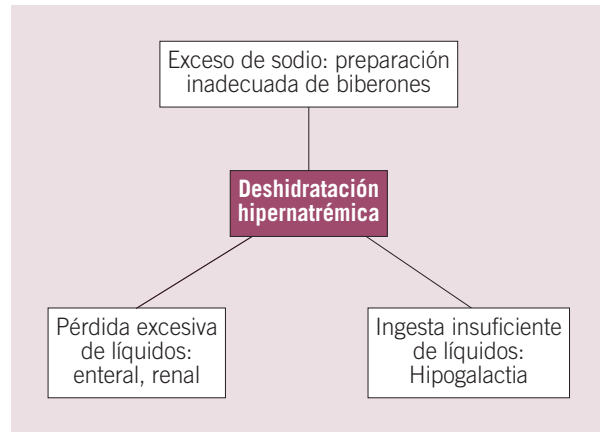 Exceso de sodio: preparación
inadecuada de biberones
Deshidratación
hipernatrémica
Pérdida excesiva
de líquidos:
enteral, renal
Ingesta insuficiente
de líquidos:
Hipogalactia